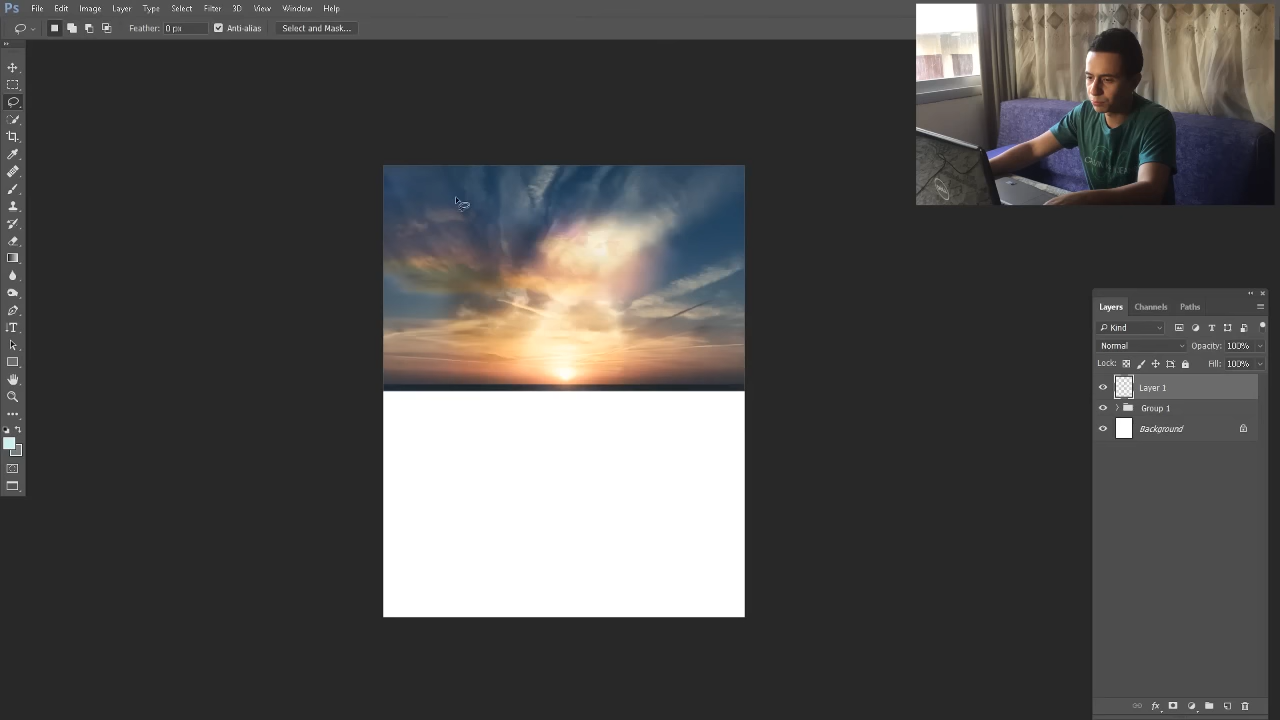 Ps File Edit Image Layer Type Select Filter 3D View Window Help
Feather: 0 px Anti-alias Select and Mask...
Layers Channels Paths
Kind
Normal Opacity: 100%
Lock: Fill: 100%
Layer 1
Group 1
Background
DELL